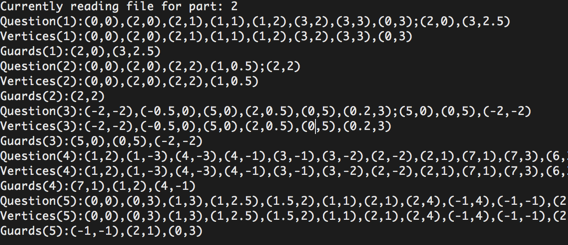 Currently reading file for part: 2
Question(1):(0,0),(2,0),(2,1),(1,1),(1,2),(3,2),(3,3),(0,3);(2,0),(3,2.5)
Vertices(1):(0,0),(2,0),(2,1),(1,1),(1,2),(3,2),(3,3),(0,3)
Guards(1):(2,0),(3,2.5)
Question(2):(0,0),(2,0),(2,2),(1,0.5);(2,2)
Vertices(2):(0,0),(2,0),(2,2),(1,0.5)
Guards(2):(2,2)
Question(3):(-2,-2),(-0.5,0),(5,0),(2,0.5),(0,5),(0.2,3);(5,0),(0,5),(-2,-2)
Vertices(3):(-2,-2),(-0.5,0),(5,0),(2,0.5),(0,5),(0.2,3)
Guards(3):(5,0),(0,5),(-2,-2)
Question(4):(1,2),(1,-3),(4,-3),(4,-1),(3,-1),(3,-2),(2,-2),(2,1),(7,1),(7,3),(6,
Vertices(4):(1,2),(1,-3),(4,-3),(4,-1),(3,-1),(3,-2),(2,-2),(2,1),(7,1),(7,3),(6,
Guards(4):(7,1),(1,2),(4,-1)
Question(5):(0,0),(0,3),(1,3),(1,2.5),(1.5,2),(1,1),(2,1),(2,4),(-1,4),(-1,-1),(2
Vertices(5):(0,0),(0,3),(1,3),(1,2.5),(1.5,2),(1,1),(2,1),(2,4),(-1,4),(-1,-1),(2
Guards(5):(-1,-1),(2,1),(0,3)